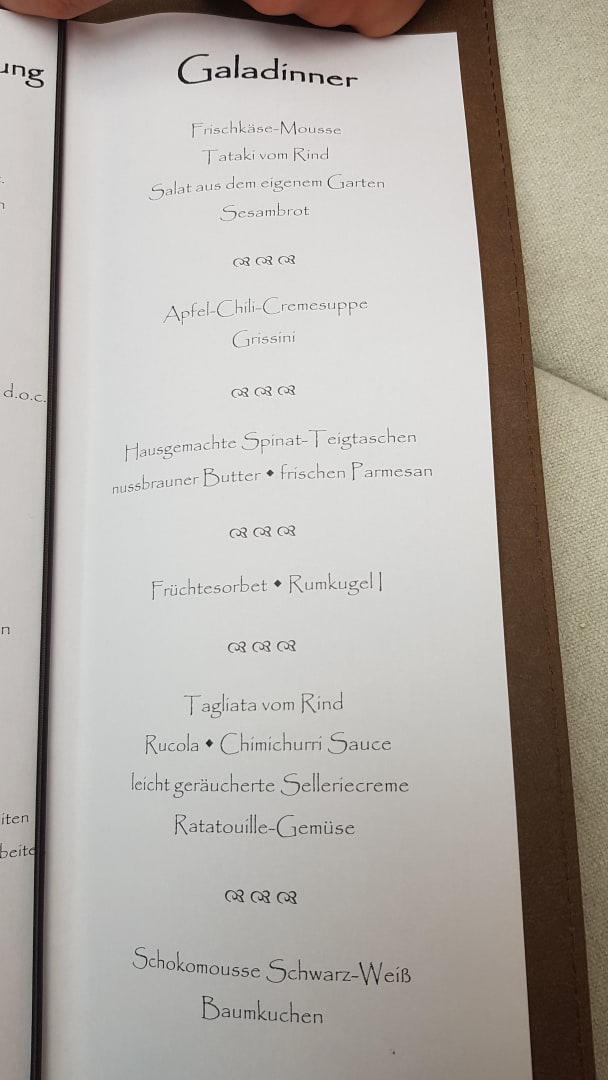 ung
d.o.c.
n
iten
Galadinner
Frischkäse-Mousse
Tataki vom Rind
Salat aus dem eigenem Garten
Sesambrot
Apfel-Chili-Cremesuppe
Grissini
Hausgemachte Spinat-Teigtaschen
nussbrauner Butter ♦ frischen Parmesan
Früchtesorbet ♦ Rumkugel |
Tagliata vom Rind
Rucola ♦ Chimichurri Sauce
leicht geräucherte Selleriecreme
Ratatouille-Gemüse
Schokomousse Schwarz-Weiß
Baumkuchen